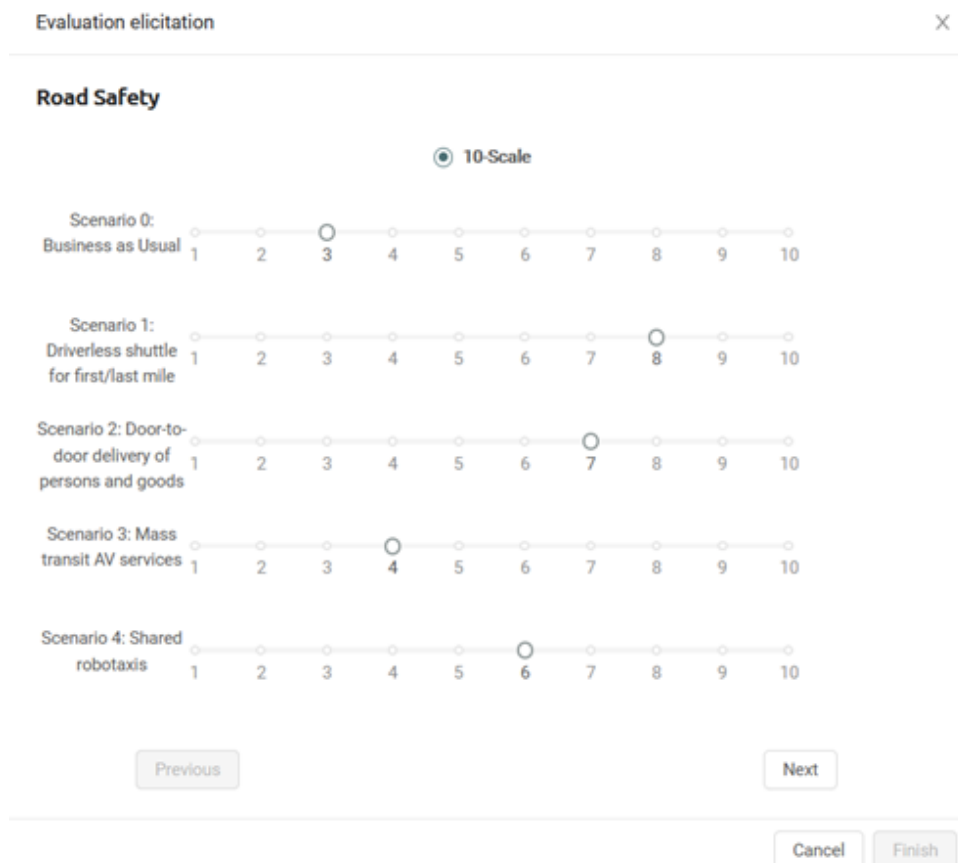 Evaluation elicitation
Road Safety
10-Scale
Scenario 0:
Business as Usual
1 2 3 4 5 6 7 8 9 10
Scenario 1:
Driverless shuttle
for first/last mile
1 2 3 4 5 6 7 8 9 10
Scenario 2: Door-to-
door delivery of
persons and goods
1 2 3 4 5 6 7 8 9 10
Scenario 3: Mass
transit AV services
1 2 3 4 5 6 7 8 9 10
Scenario 4: Shared
robotaxis
1 2 3 4 5 6 7 8 9 10
Previous Next
Cancel Finish